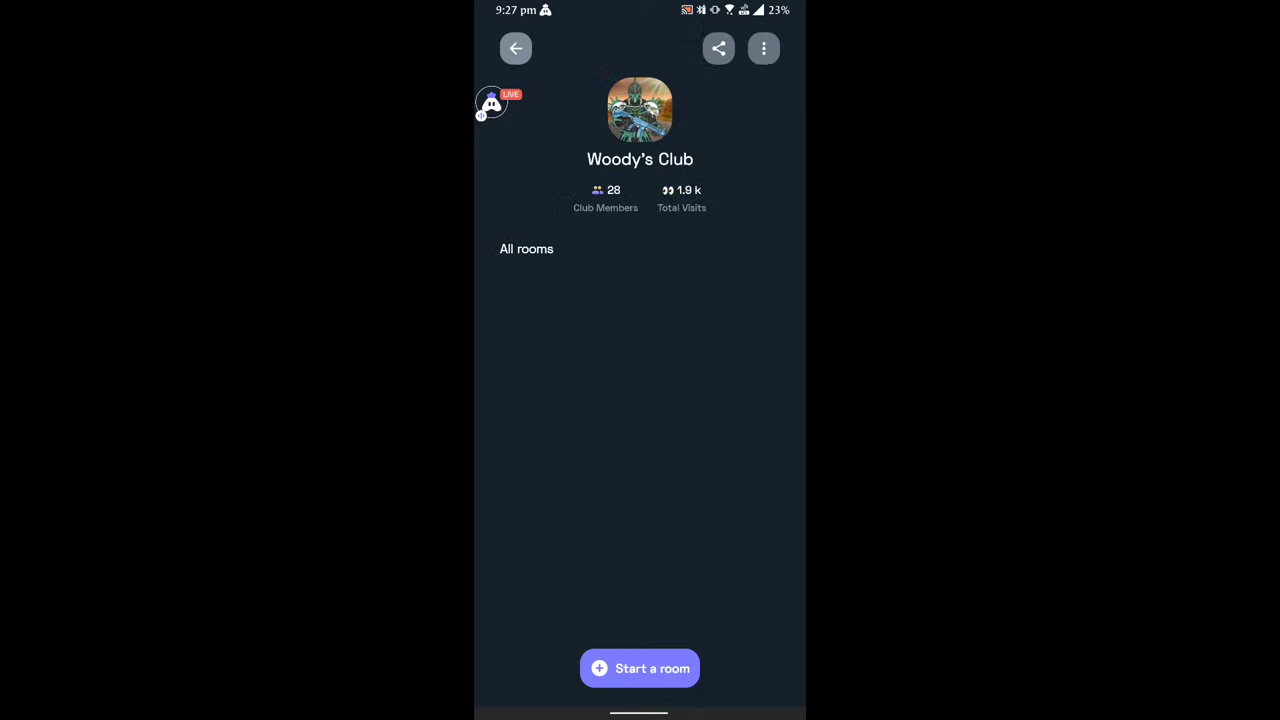 9:27 pm 23%
LIVE
Woody's Club
28 1.9 k
Club Members Total Visits
All rooms
Start a room